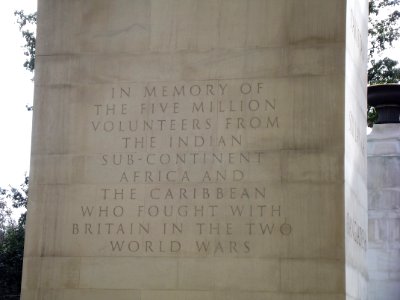 IN MEMORY OF
THE FIVE MILLION
VOLUNTEERS FROM
THE INDIAN
SUB-CONTINENT
AFRICA AND
THE CARIBBEAN
WHO FOUGHT WITH
BRITAIN IN THE TWO
WORLD WARS